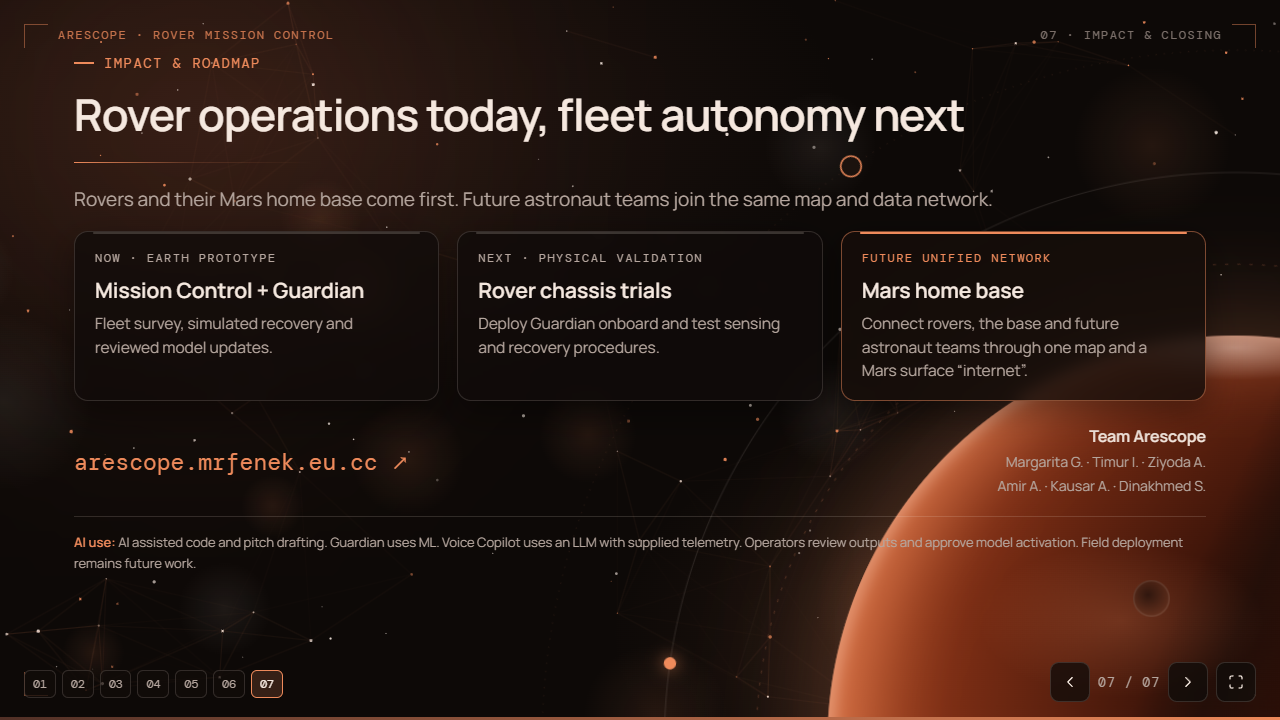 ARESCOPE · ROVER MISSION CONTROL
07 · IMPACT & CLOSING
IMPACT & ROADMAP
Rover operations today, fleet autonomy next
Rovers and their Mars home base come first. Future astronaut teams join the same map and data network.
NOW · EARTH PROTOTYPE
Mission Control + Guardian
Fleet survey, simulated recovery and
reviewed model updates.
NEXT · PHYSICAL VALIDATION
Rover chassis trials
Deploy Guardian onboard and test sensing
and recovery procedures.
FUTURE UNIFIED NETWORK
Mars home base
Connect rovers, the base and future
astronaut teams through one map and a
Mars surface “internet”.
arescope.mrfenek.eu.cc ↗
Team Arescope
Margarita G. · Timur I. · Ziyoda A.
Amir A. · Kausar A. · Dinakhmed S.
AI use: AI assisted code and pitch drafting. Guardian uses ML. Voice Copilot uses an LLM with supplied telemetry. Operators review outputs and approve model activation. Field deployment
remains future work.
01 02 03 04 05 06 07
07 / 07